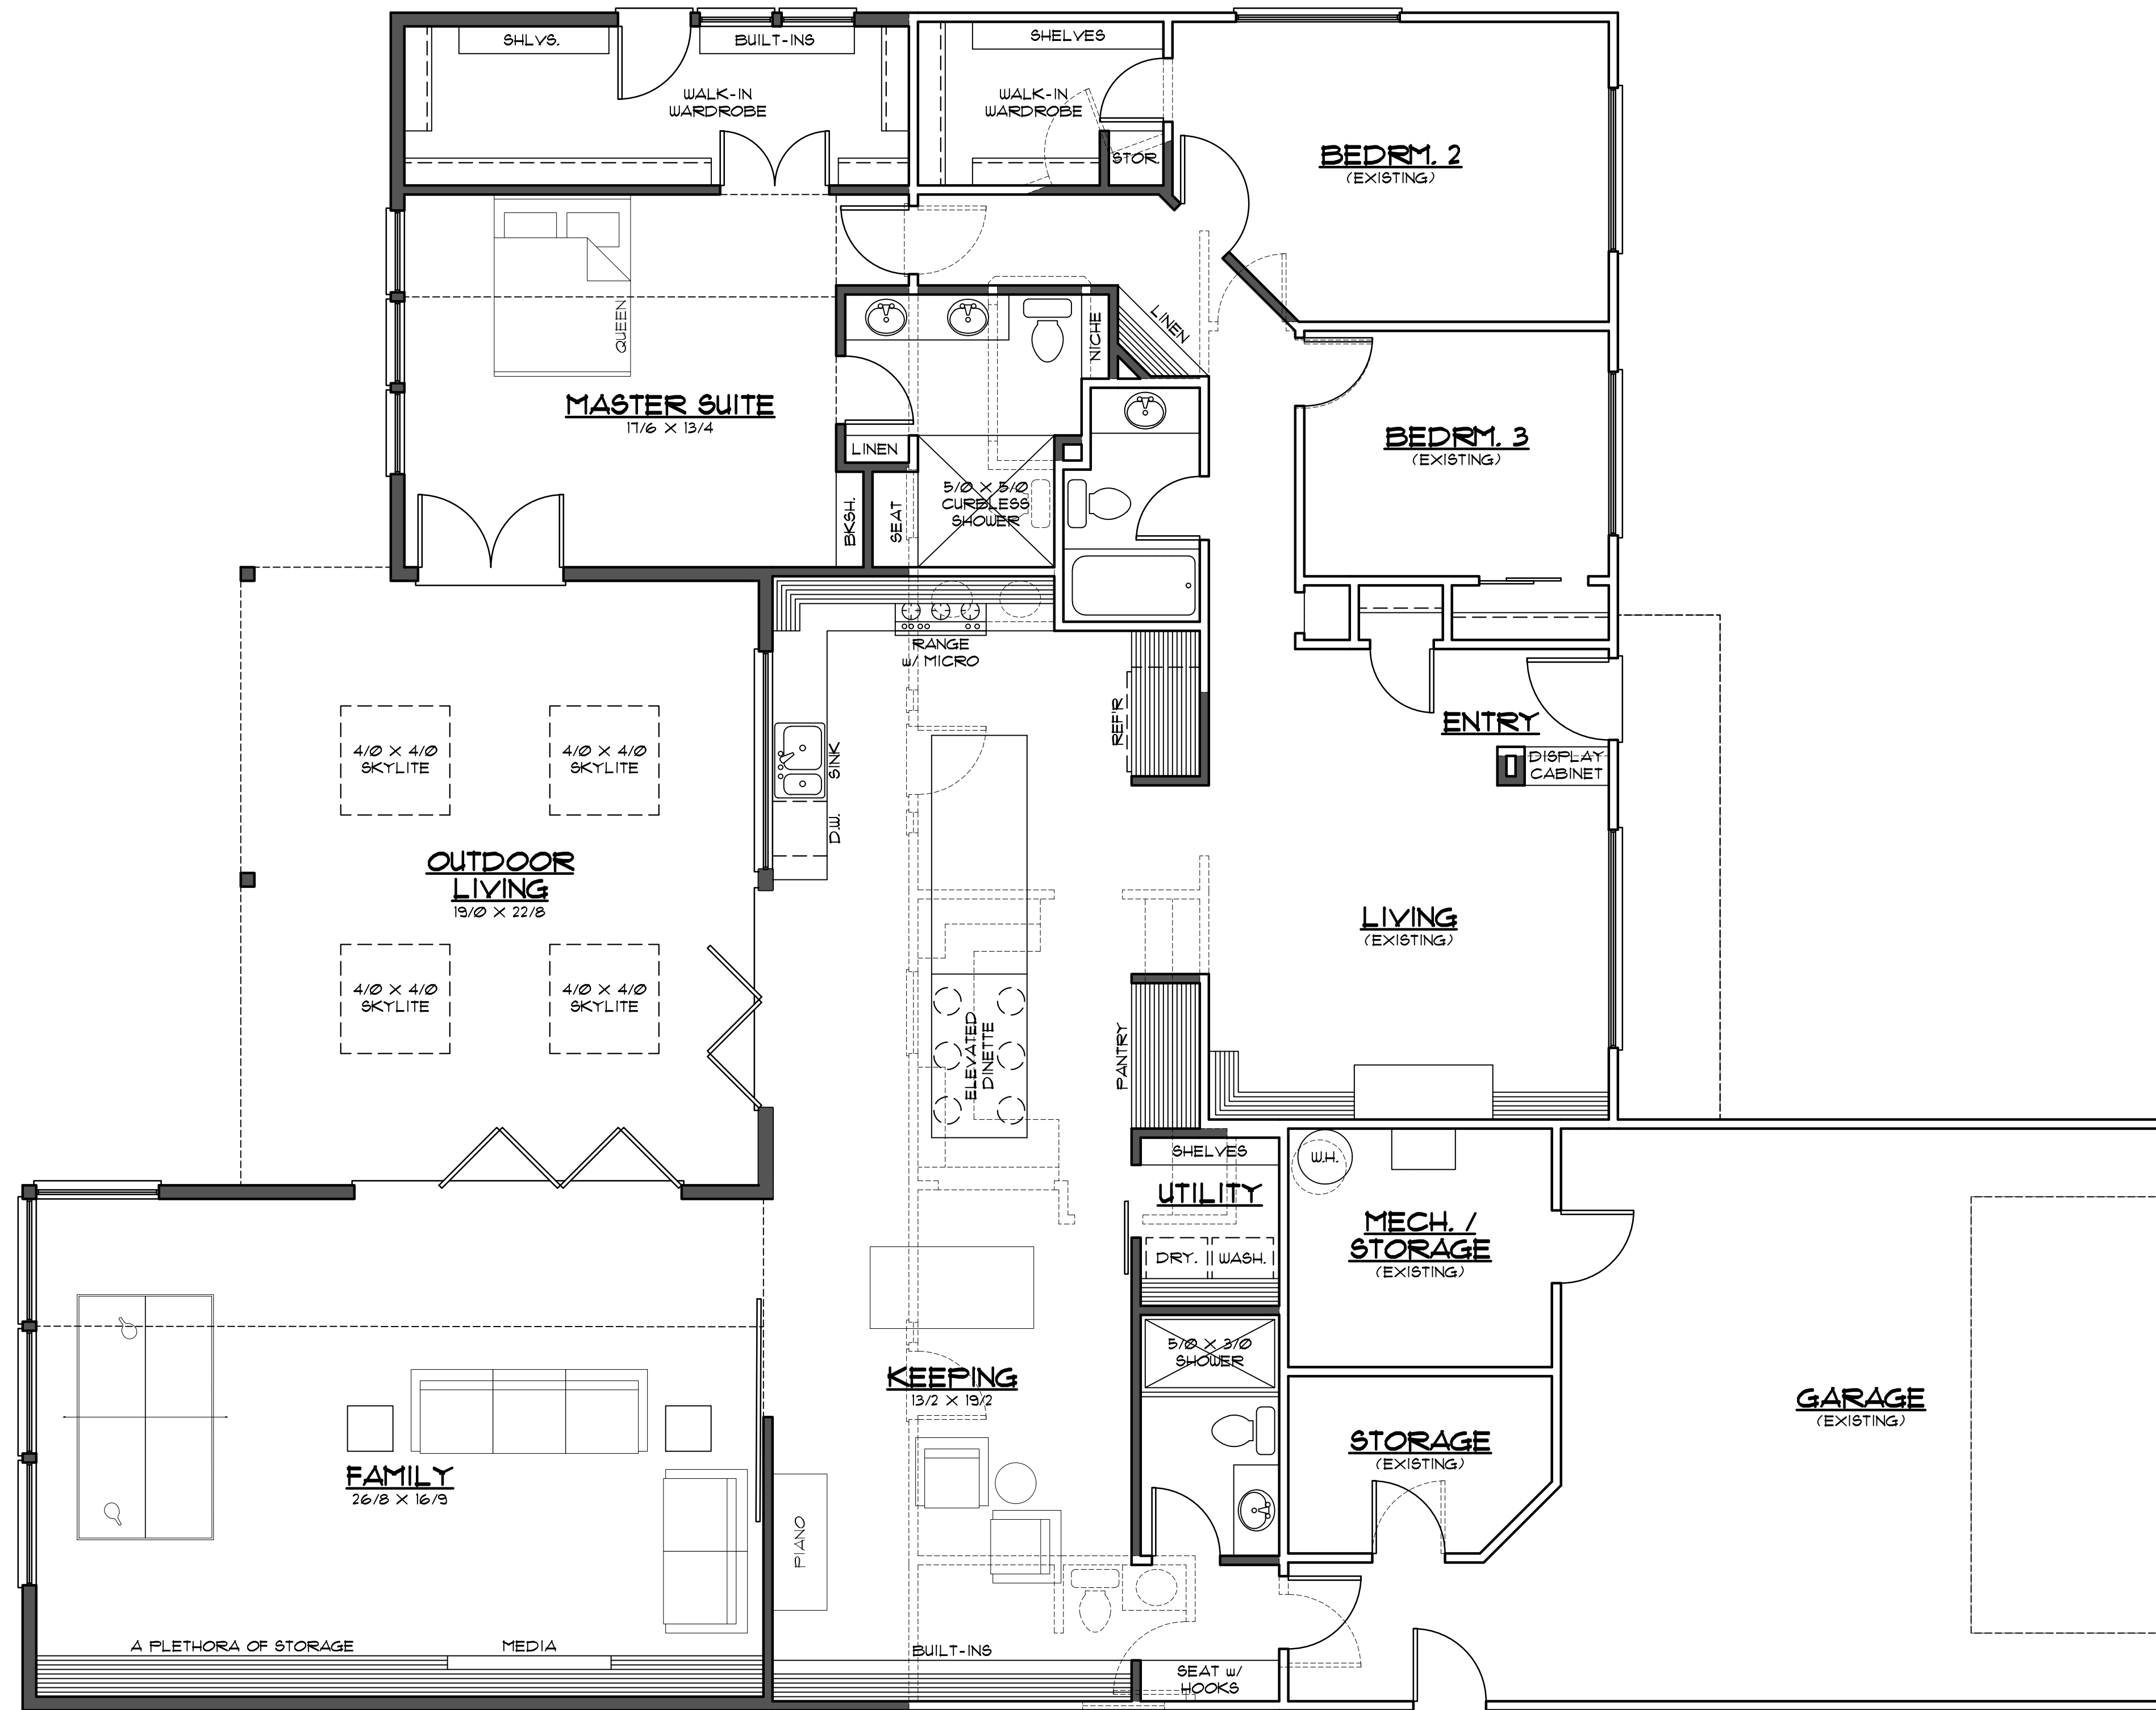 SHLVS.
BUILT-INS
SHELVES
WALK-IN
WARDROBE
WALK-IN
WARDROBE
STOR.
BEDRM. 2
(EXISTING)
QUEEN
NICHE
LINEN
MASTER SUITE
17/6 X 13/4
LINEN
BEDRM. 3
(EXISTING)
BKSH.
SEAT
5/0 X 5/0
CURBLESS
SHOWER
RANGE
w/ MICRO
REF'R
ENTRY
DISPLAY
CABINET
4/0 X 4/0
SKYLITE
4/0 X 4/0
SKYLITE
SINK
D.W.
OUTDOOR
LIVING
19/0 X 22/8
LIVING
(EXISTING)
4/0 X 4/0
SKYLITE
4/0 X 4/0
SKYLITE
ELEVATED
DINETTE
PANTRY
SHELVES
W.H.
UTILITY
MECH. /
STORAGE
(EXISTING)
DRY.
WASH.
5/0 X 3/0
SHOWER
KEEPING
13/2 X 19/2
GARAGE
(EXISTING)
STORAGE
(EXISTING)
FAMILY
26/8 X 16/9
PIANO
A PLETHORA OF STORAGE
MEDIA
BUILT-INS
SEAT w/
HOOKS